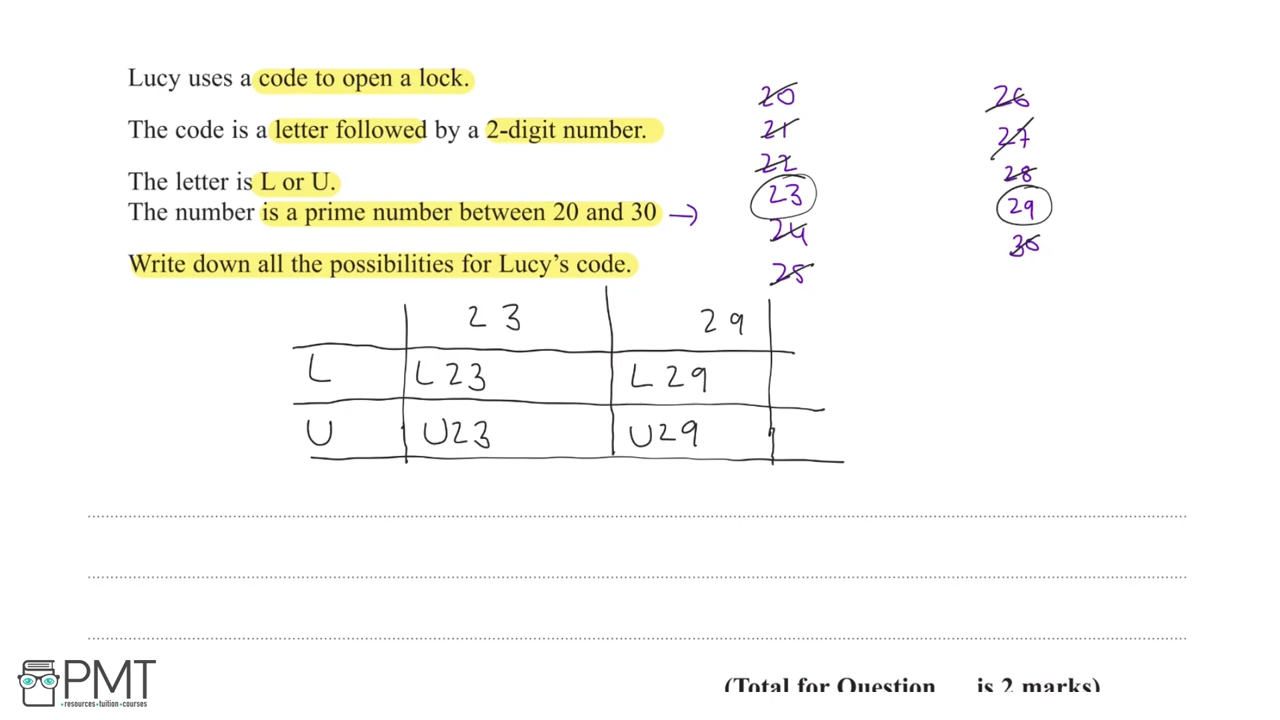 Lucy uses a code to open a lock.
The code is a letter followed by a 2-digit number.
The letter is L or U.
The number is a prime number between 20 and 30 →
Write down all the possibilities for Lucy's code.
20
21
22
23
24
25
26
27
28
29
30
23 29
L L23 L29
U U23 U29
(Total for Question is 2 marks)
PMT
•resources•tuition•courses